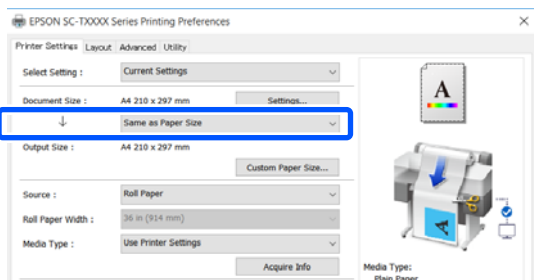 EPSON SC-TXXXX Series Printing Preferences
Printer Settings Layout Advanced Utility
Select Setting : Current Settings
Document Size : A4 210 x 297 mm Settings...
↓ Same as Paper Size
Output Size : A4 210 x 297 mm
Custom Paper Size...
Source : Roll Paper
Roll Paper Width : 36 in (914 mm)
Media Type : Use Printer Settings
Acquire Info
A
A
Media Type:
Plain Paper